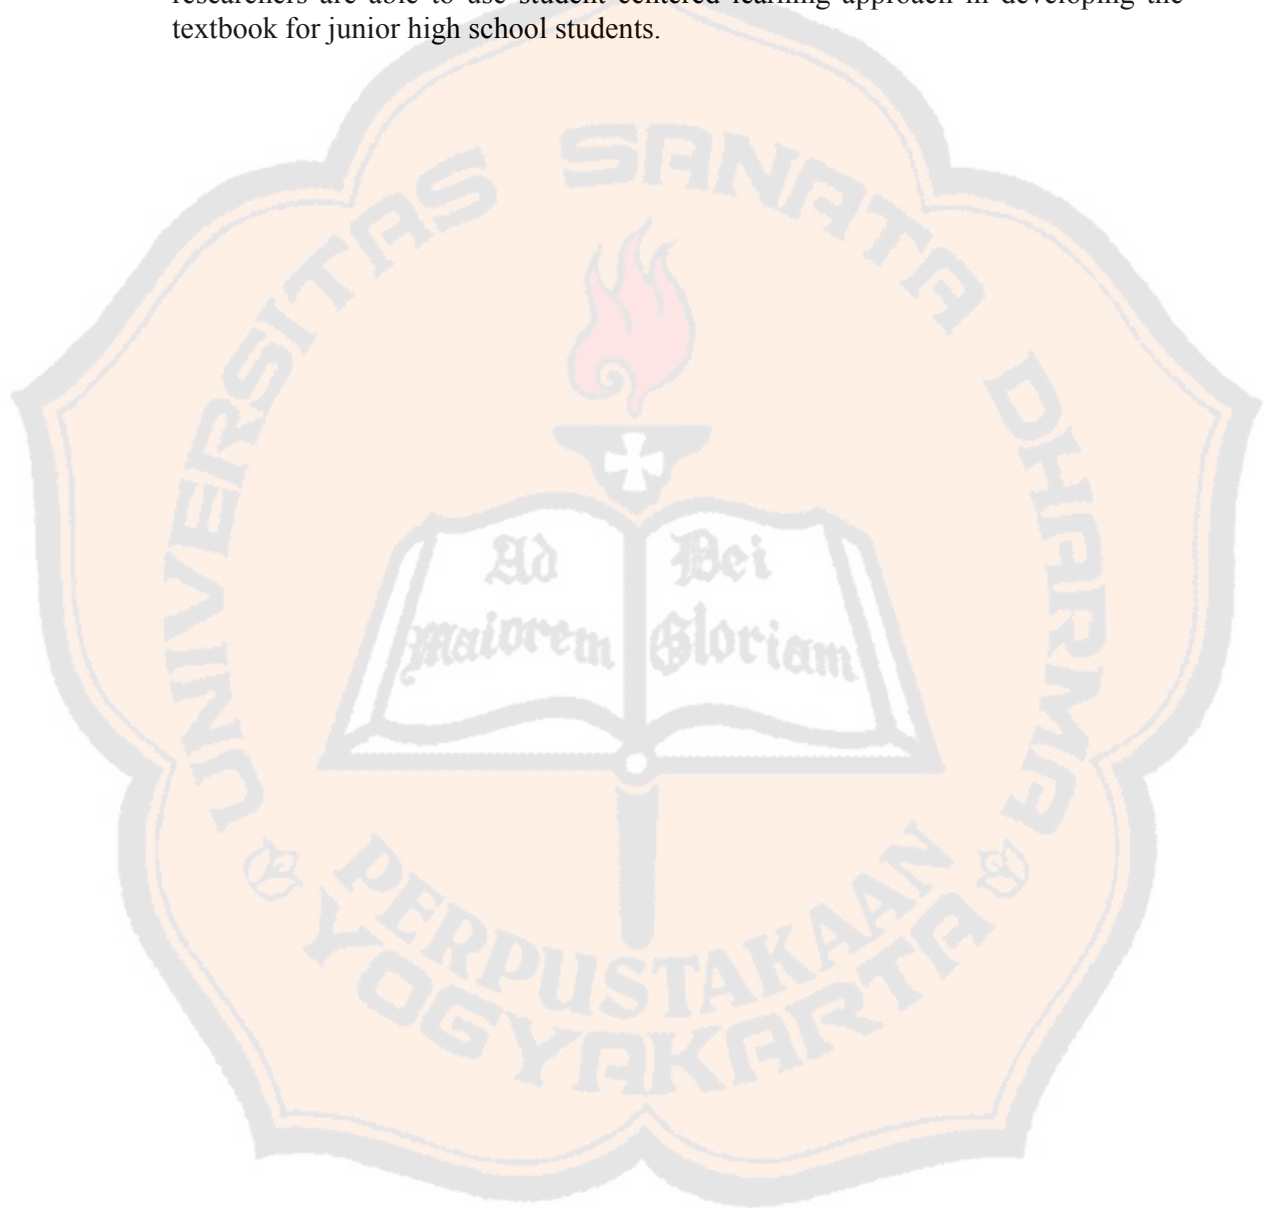 researchers are able to use student centered learning approach in developing the
textbook for junior high school students.
UNIVERSITAS SANATA DHARMA
Ad Dei
Maiorem Gloriam
PERPUSTAKAAN
YOGYAKARTA